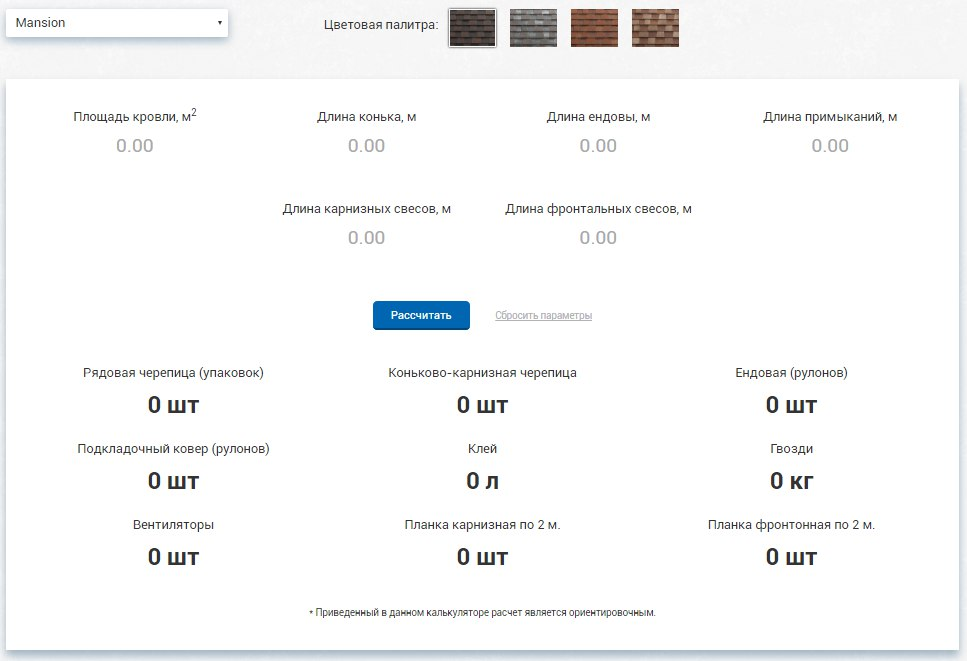 Mansion
Цветовая палитра:
Площадь кровли, м2
Длина конька, м
Длина ендовы, м
Длина примыканий, м
0.00
0.00
0.00
0.00
Длина карнизных свесов, м
Длина фронтальных свесов, м
0.00
0.00
Рассчитать
Сбросить параметры
Рядовая черепица (упаковок)
Коньково-карнизная черепица
Ендовая (рулонов)
0 шт
0 шт
0 шт
Подкладочный ковер (рулонов)
Клей
Гвозди
0 шт
0 л
0 кг
Вентиляторы
Планка карнизная по 2 м.
Планка фронтонная по 2 м.
0 шт
0 шт
0 шт
* Приведенный в данном калькуляторе расчет является ориентировочным.